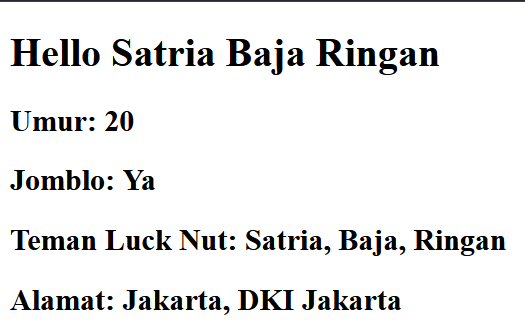 Hello Satria Baja Ringan
Umur: 20
Jomblo: Ya
Teman Luck Nut: Satria, Baja, Ringan
Alamat: Jakarta, DKI Jakarta